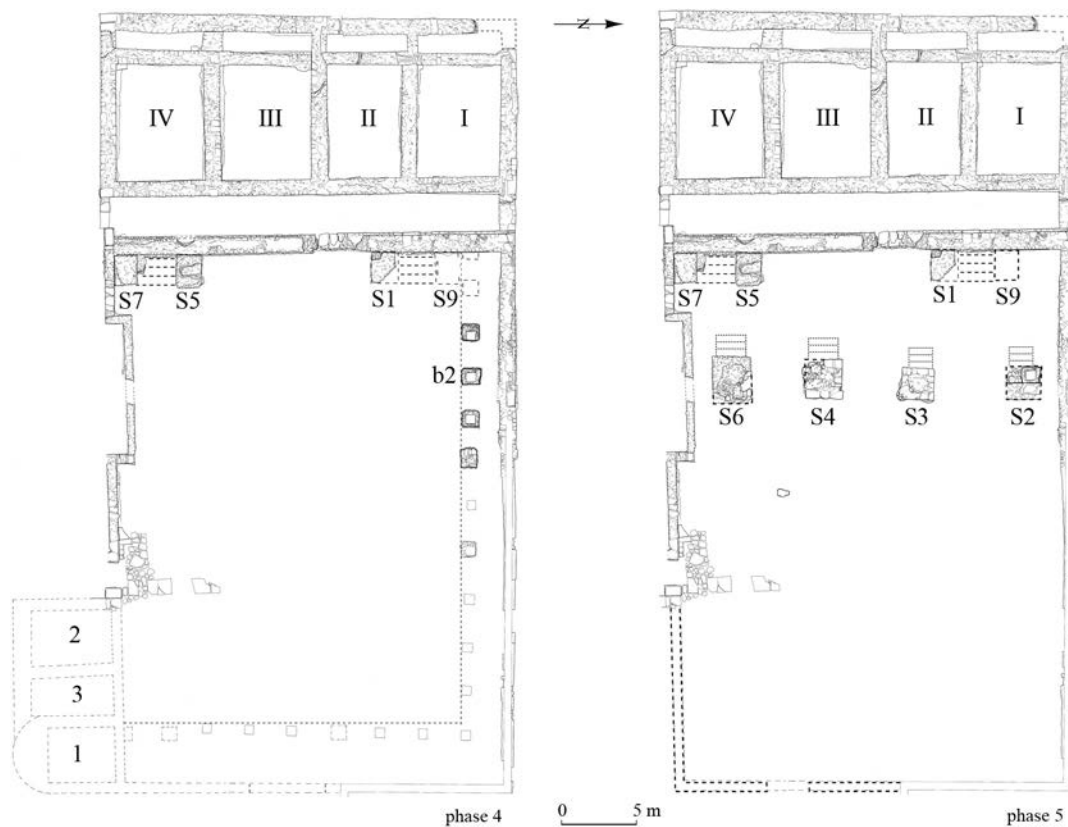 N
IV III II I
IV III II I
S7 S5 S1 S9
S7 S5 S1 S9
b2
S6 S4 S3 S2
2
3
1
phase 4
0 5 m
phase 5